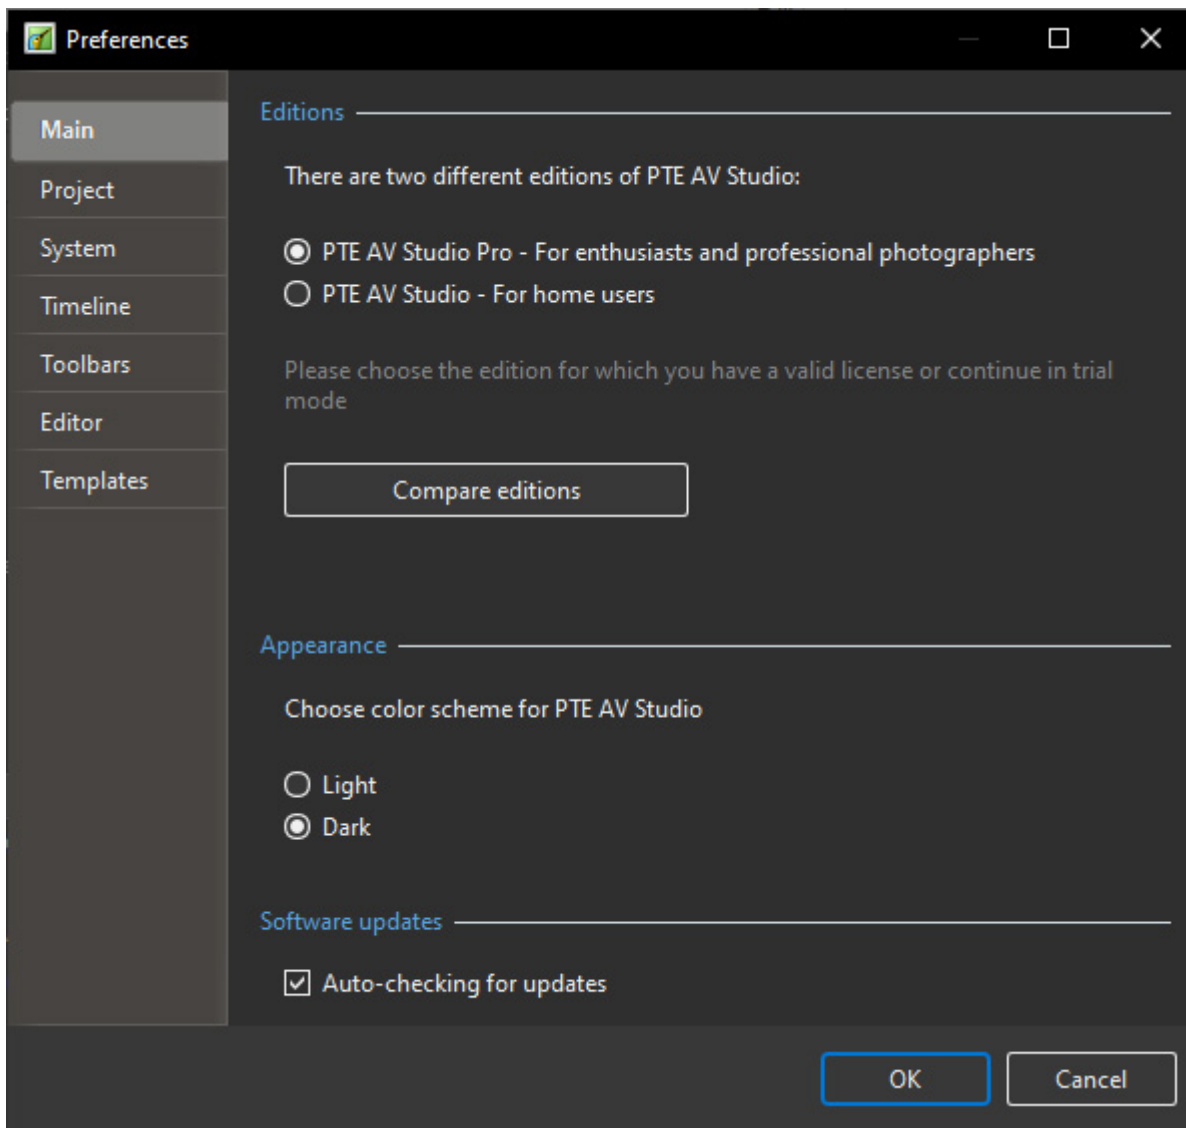 Preferences
Main
Project
System
Timeline
Toolbars
Editor
Templates
Editions
There are two different editions of PTE AV Studio:
PTE AV Studio Pro - For enthusiasts and professional photographers
PTE AV Studio - For home users
Please choose the edition for which you have a valid license or continue in trial
mode
Compare editions
Appearance
Choose color scheme for PTE AV Studio
Light
Dark
Software updates
Auto-checking for updates
OK
Cancel